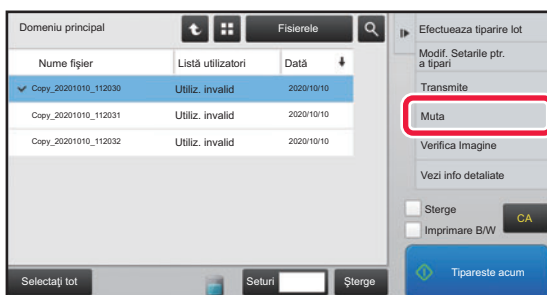 Domeniu principal
Fisierele
Nume fişier
Listă utilizatori
Dată
Copy_20201010_112030
Utiliz. invalid
2020/10/10
Copy_20201010_112031
Utiliz. invalid
2020/10/10
Copy_20201010_112032
Utiliz. invalid
2020/10/10
Selectaţi tot
Seturi
Şterge
Efectueaza tiparire lot
Modif. Setarile ptr.
a tipari
Transmite
Muta
Verifica Imagine
Vezi info detaliate
Sterge
Imprimare B/W
CA
Tipareste acum